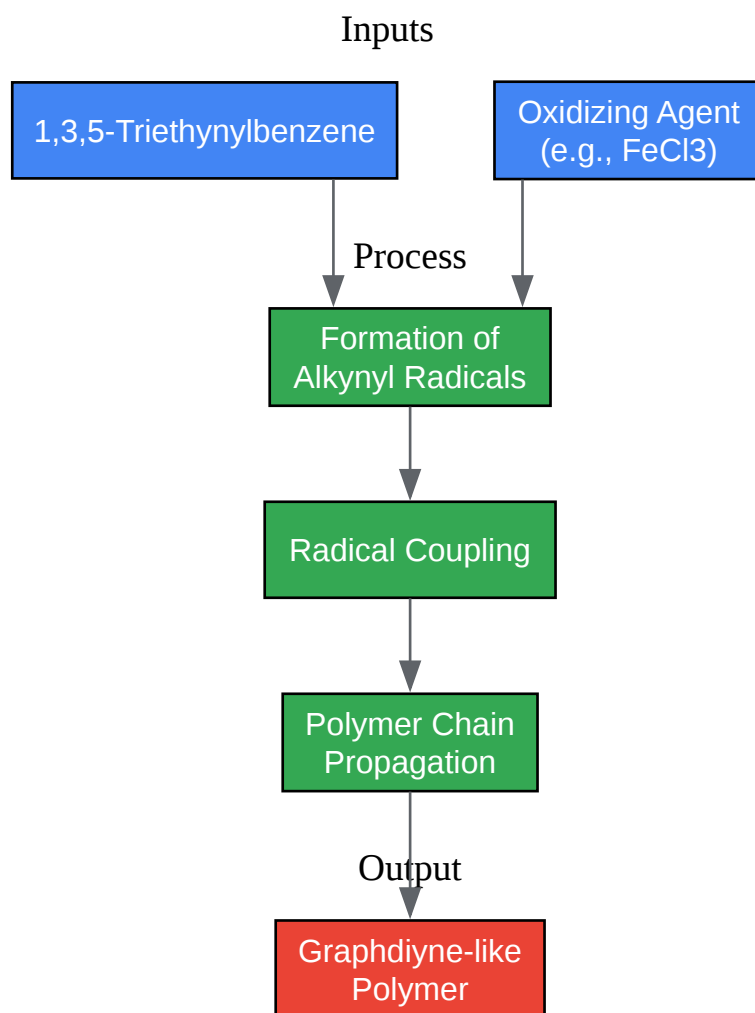 Inputs
1,3,5-Triethynylbenzene
Oxidizing Agent
(e.g., FeCl3)
Process
Formation of
Alkynyl Radicals
Radical Coupling
Polymer Chain
Propagation
Output
Graphdiyne-like
Polymer